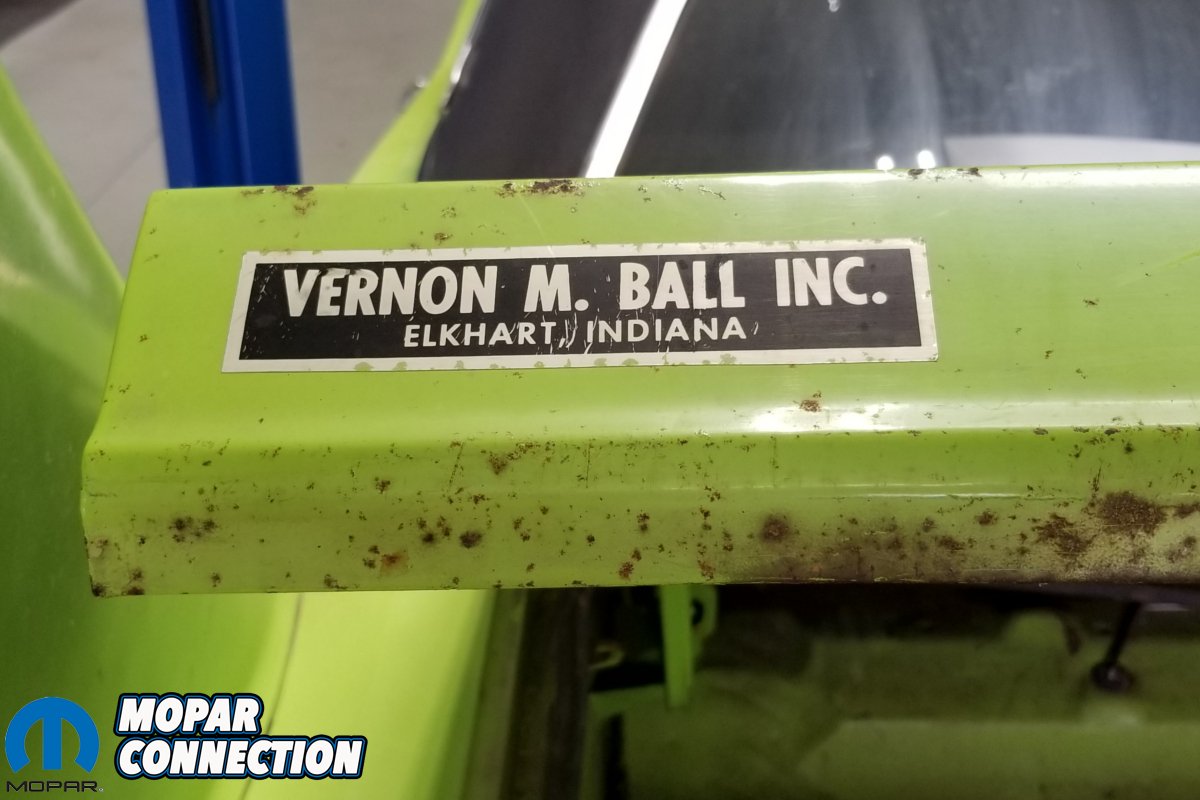 VERNON M. BALL INC.
ELKHART, INDIANA
MOPAR
CONNECTION
MOPAR